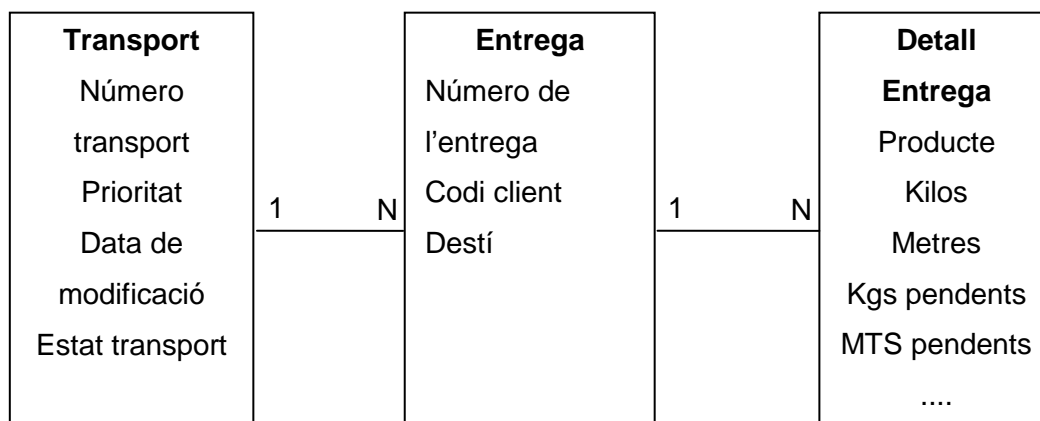 Transport
Número
transport
Prioritat
Data de
modificació
Estat transport
1
N
Entrega
Número de
l'entrega
Codi client
Destí
1
N
Detall
Entrega
Producte
Kilos
Metres
Kgs pendents
MTS pendents
....